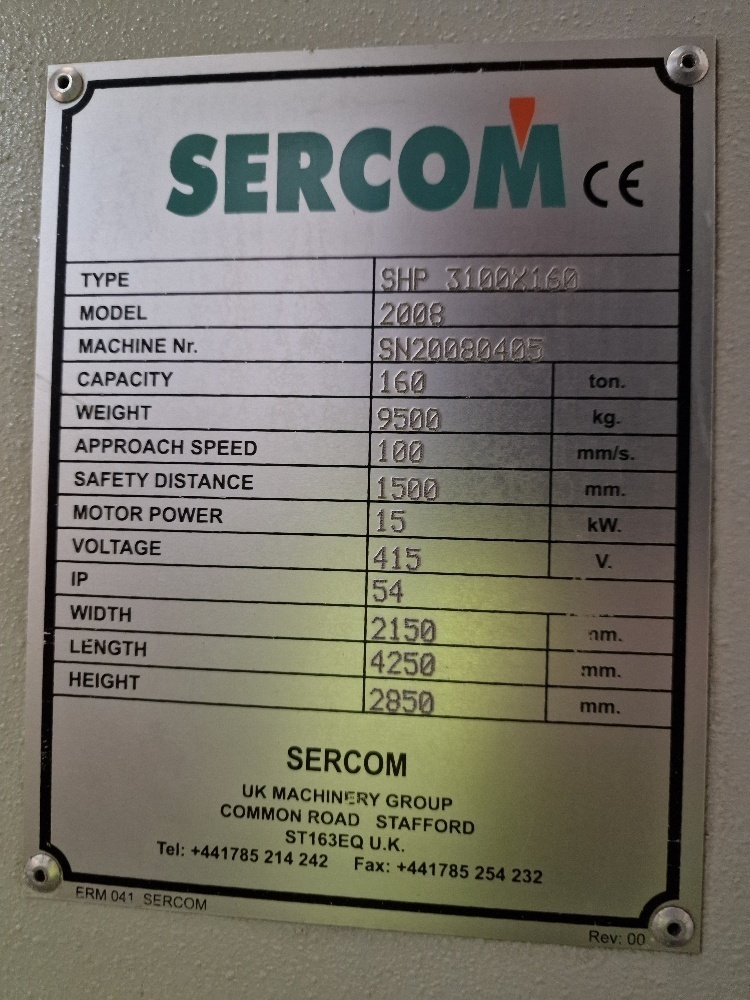 SERCOM CE
TYPE SHP 3100X160
MODEL 2008
MACHINE Nr. SN20080405
CAPACITY 160 ton.
WEIGHT 9500 kg.
APPROACH SPEED 100 mm/s.
SAFETY DISTANCE 1500 mm.
MOTOR POWER 15 kW.
VOLTAGE 415 V.
IP 54
WIDTH 2150 mm.
LENGTH 4250 mm.
HEIGHT 2850 mm.
SERCOM
UK MACHINERY GROUP
COMMON ROAD STAFFORD
ST163EQ U.K.
Tel: +441785 214 242 Fax: +441785 254 232
ERM 041 SERCOM
Rev: 00